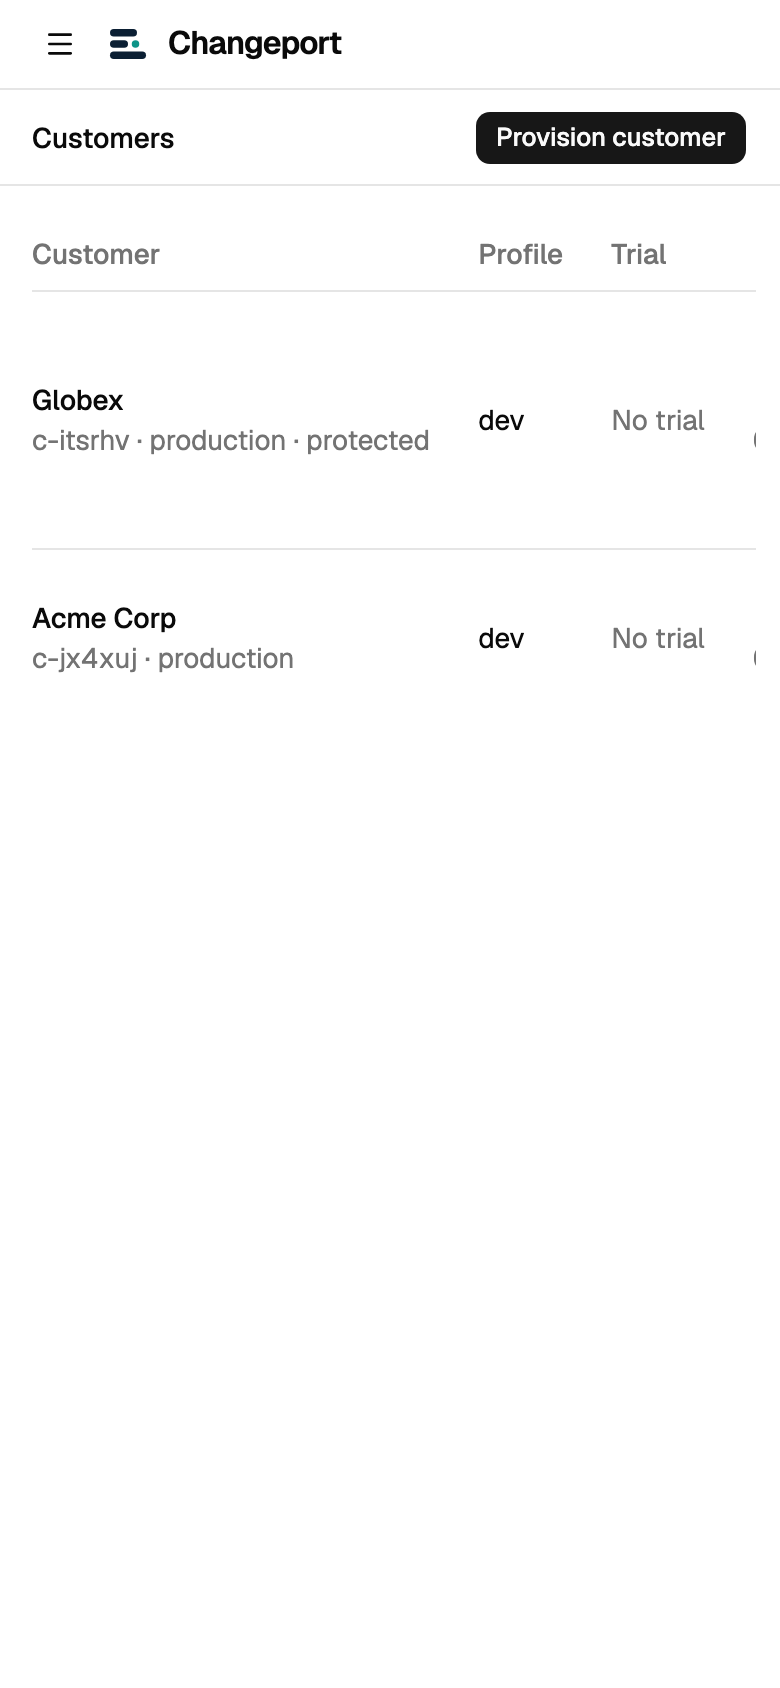 Changeport
Customers
Provision customer
Customer Profile Trial
Globex
c-itsrhv · production · protected
dev
No trial
Acme Corp
c-jx4xuj · production
dev
No trial